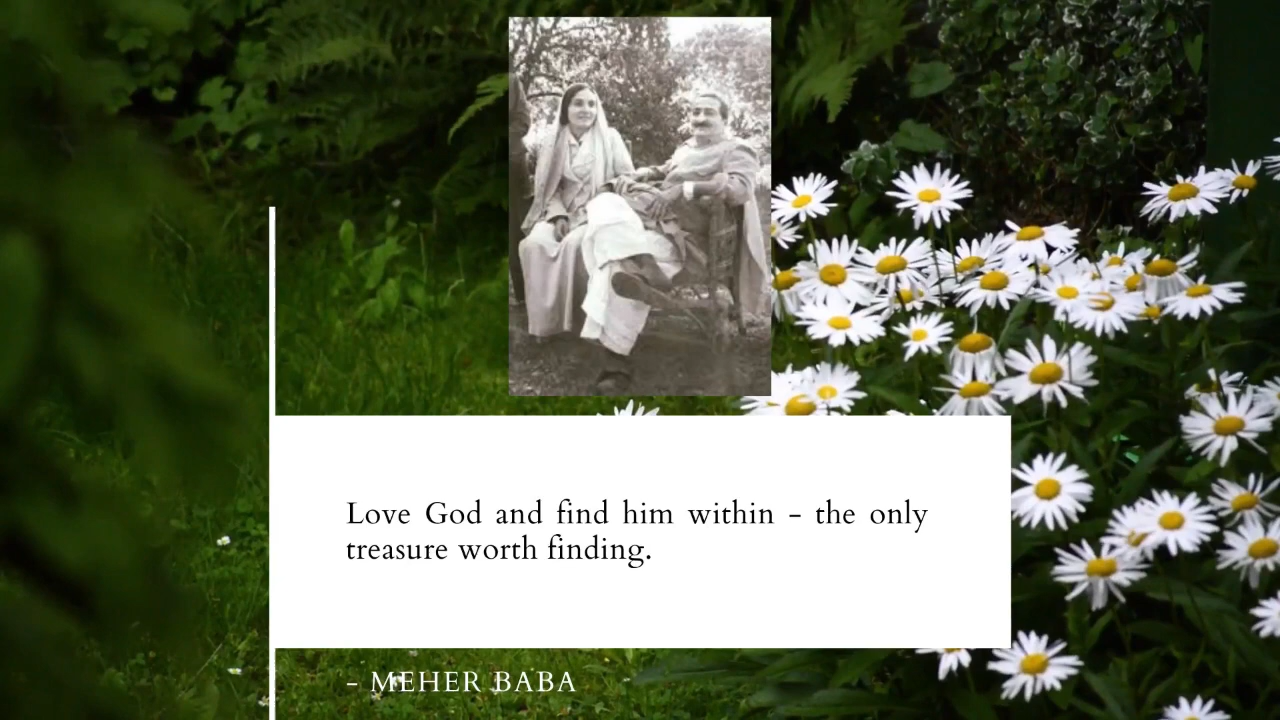 Love God and find him within - the only
treasure worth finding.
- MEHER BABA